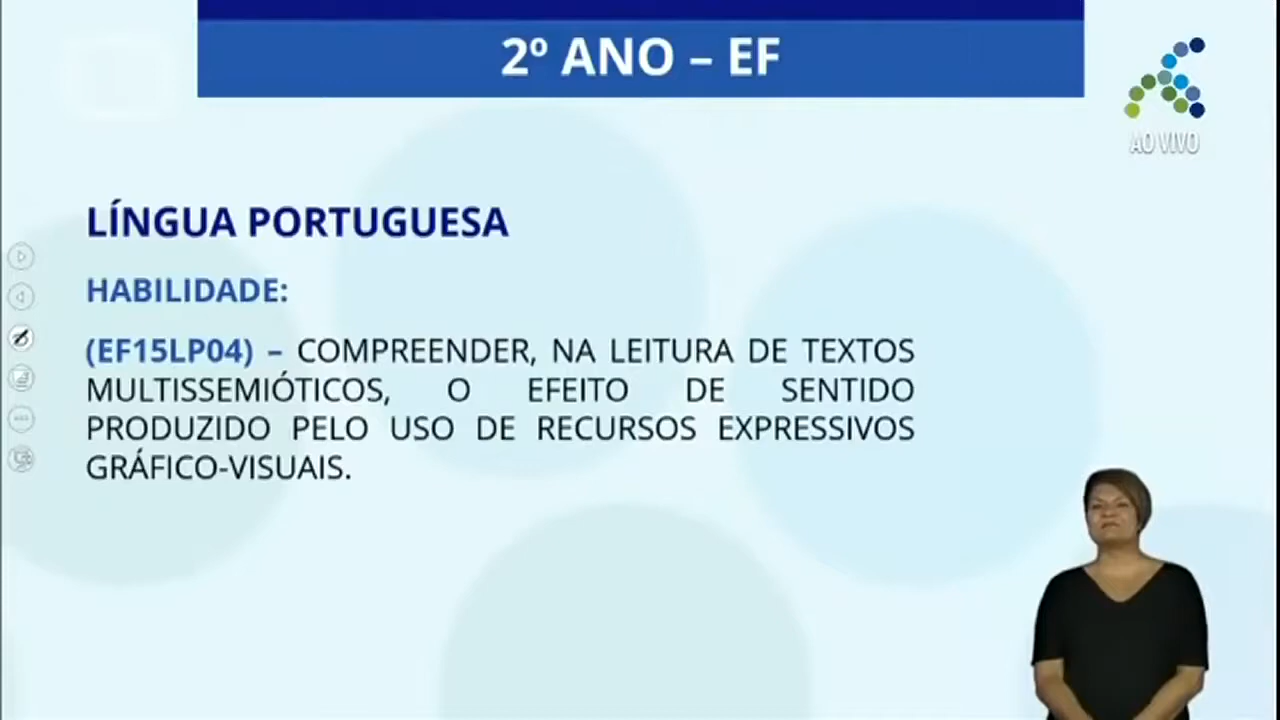 2º ANO – EF
AO VIVO
LÍNGUA PORTUGUESA
HABILIDADE:
(EF15LP04) – COMPREENDER, NA LEITURA DE TEXTOS
MULTISSEMIÓTICOS, O EFEITO DE SENTIDO
PRODUZIDO PELO USO DE RECURSOS EXPRESSIVOS
GRÁFICO-VISUAIS.